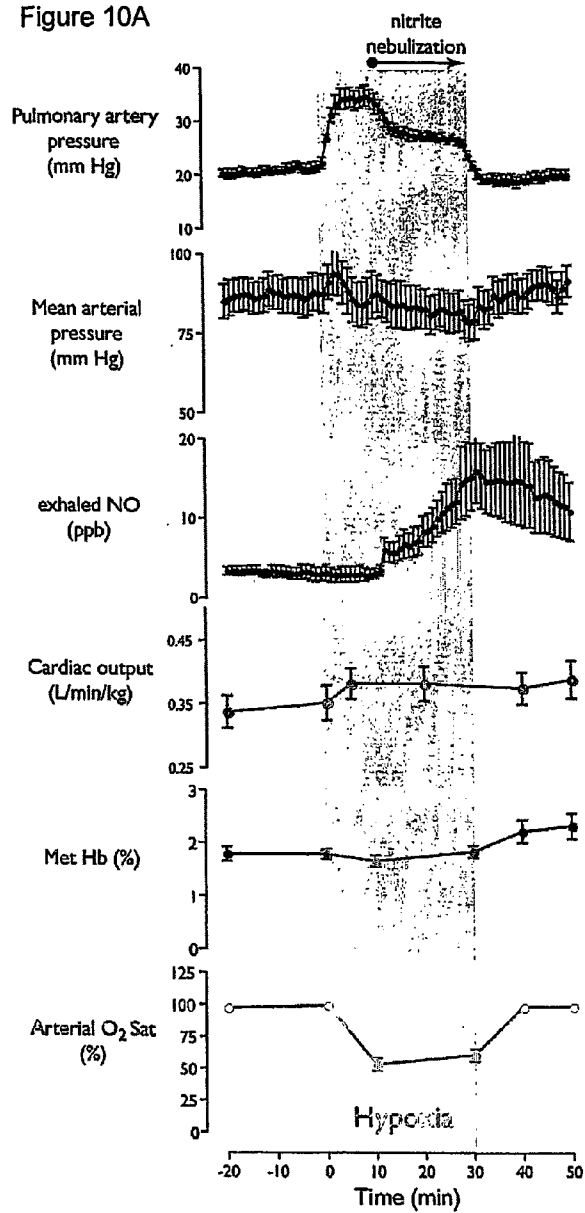 Figure 10A
nitrite
nebulization
Pulmonary artery
pressure
(mm Hg)
40
30
20
10
Mean arterial
pressure
(mm Hg)
100
75
50
exhaled NO
(ppb)
20
10
0
Cardiac output
(L/min/kg)
0.45
0.35
0.25
Met Hb (%)
3
2
1
0
Arterial O₂ Sat
(%)
125
100
75
50
25
0
Hypoxia
-20 -10 0 10 20 30 40 50
Time (min)